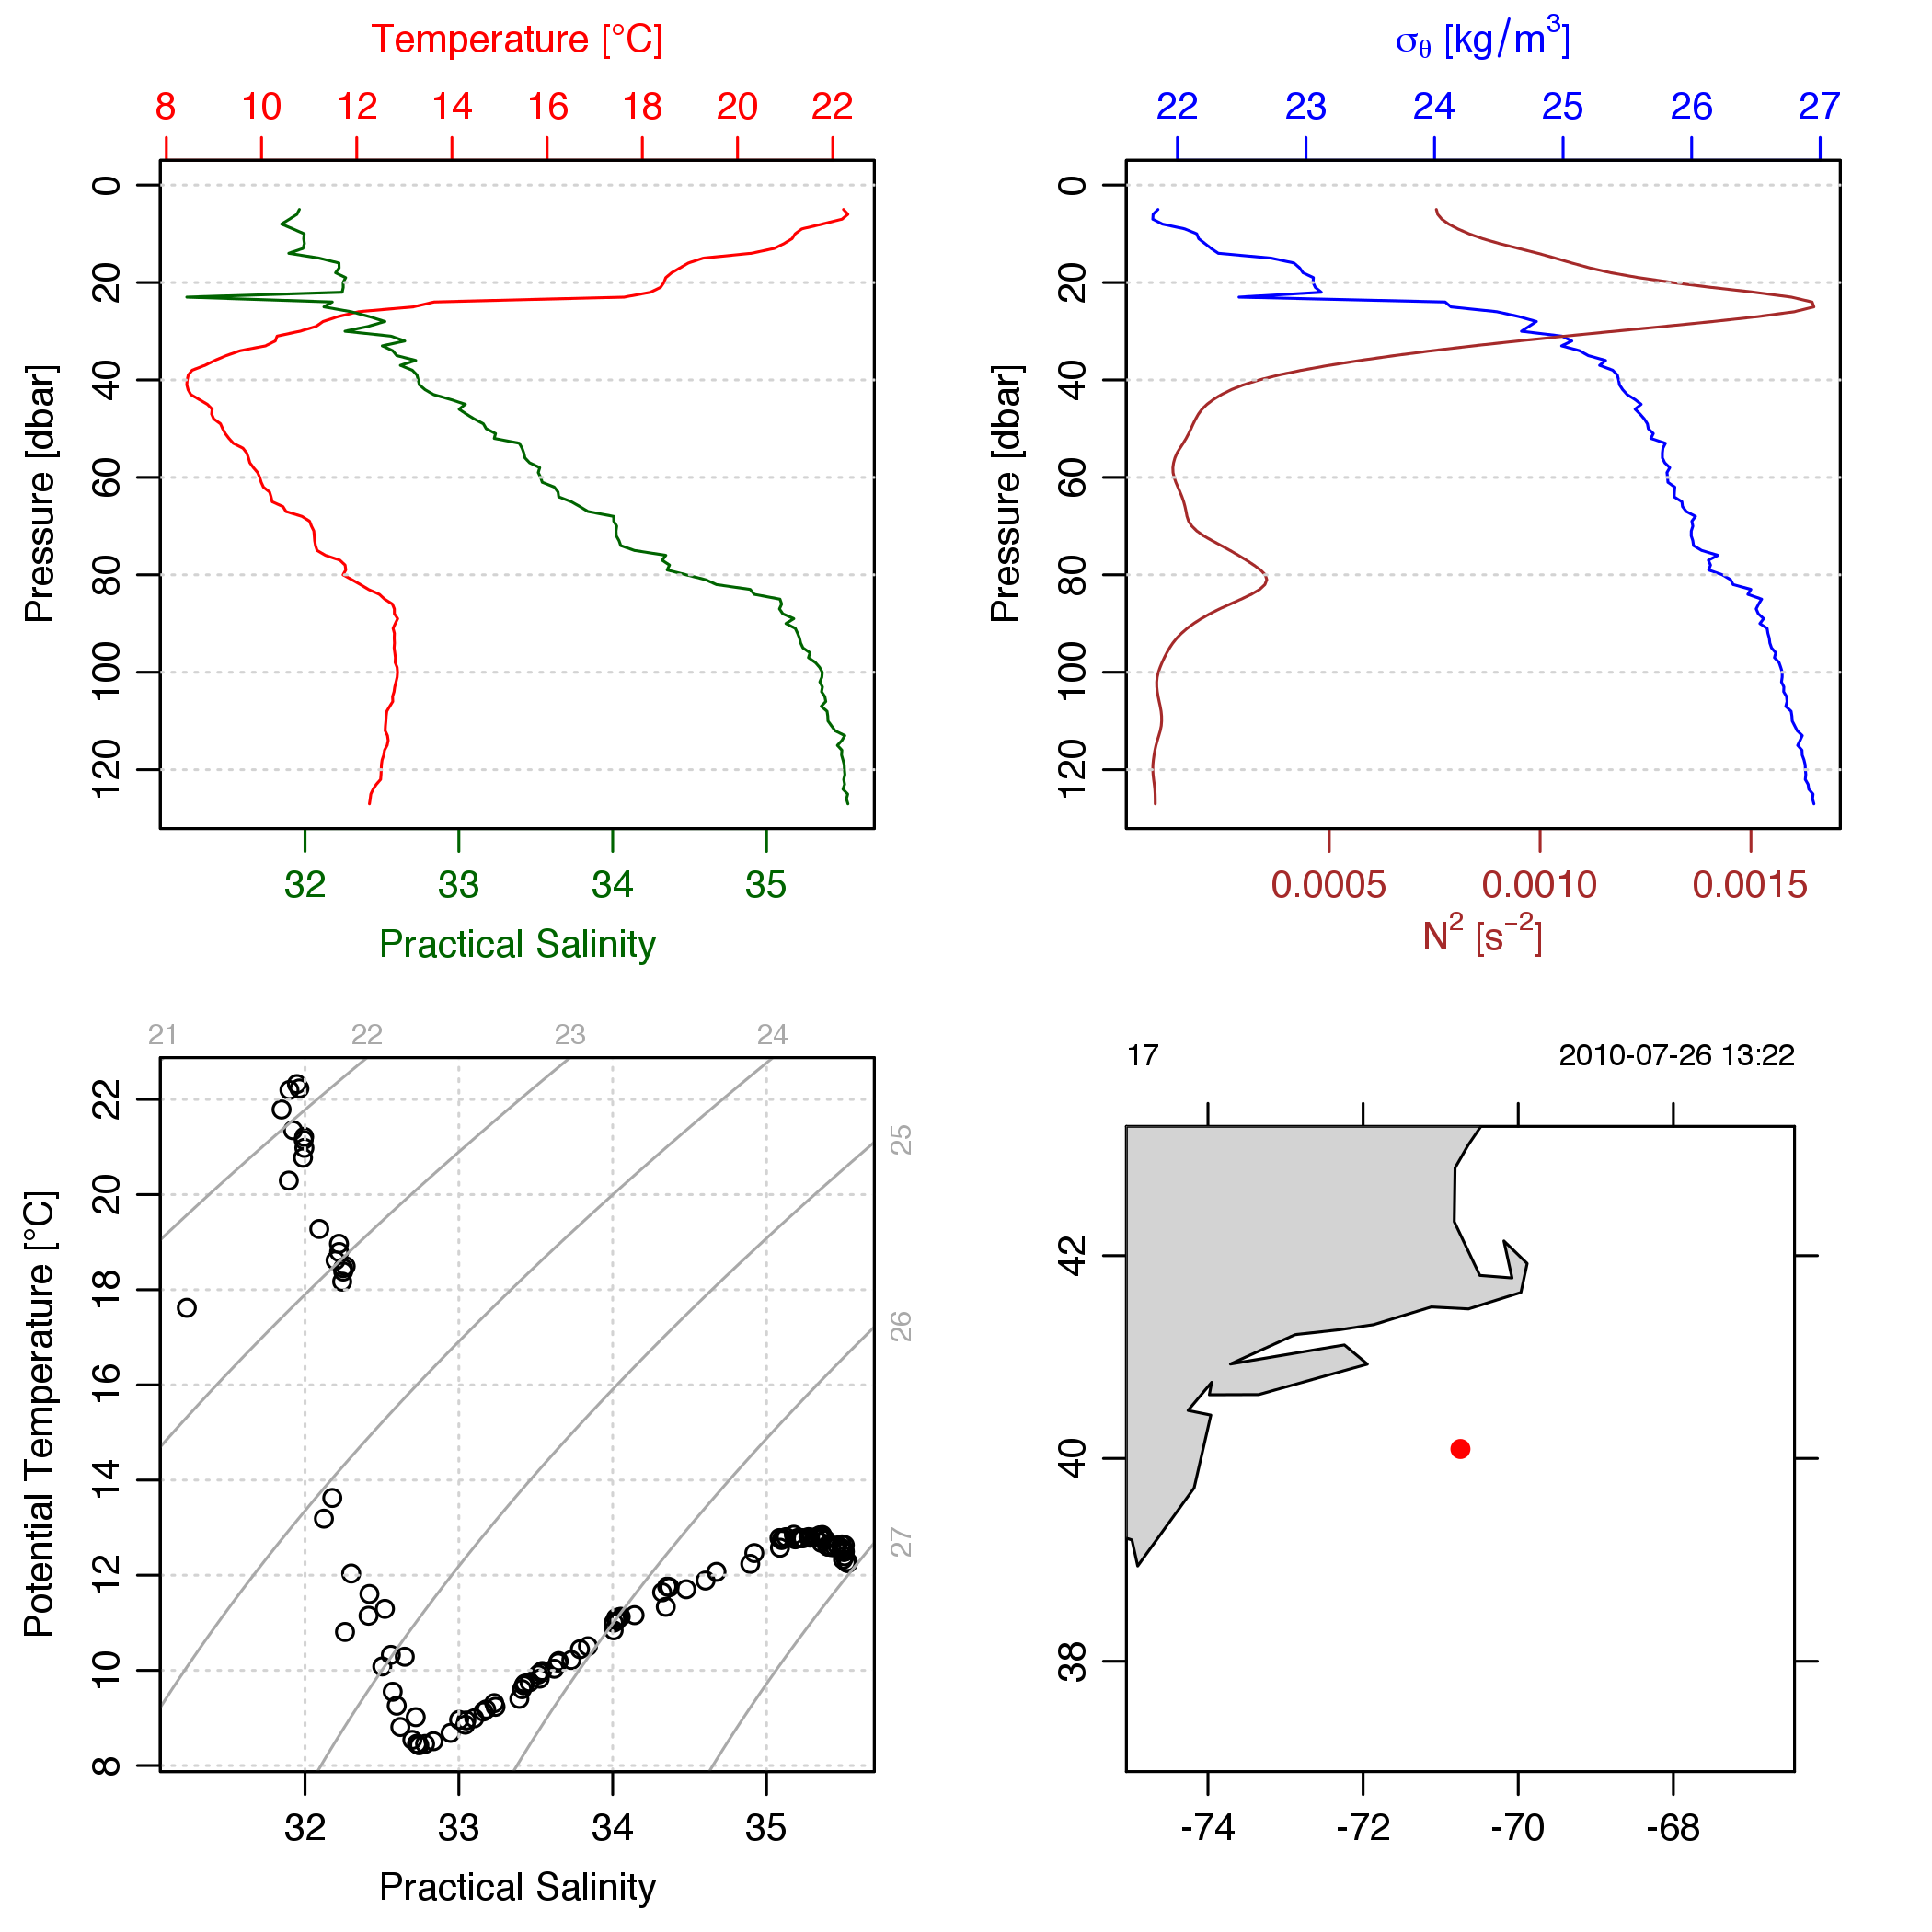 Temperature [°C]
8 10 12 14 16 18 20 22
Pressure [dbar]
0 20 40 60 80 100 120
32 33 34 35
Practical Salinity
σθ [kg/m³]
22 23 24 25 26 27
Pressure [dbar]
0 20 40 60 80 100 120
0.0005 0.0010 0.0015
N² [s⁻²]
21 22 23 24
25
26
27
Potential Temperature [°C]
8 10 12 14 16 18 20 22
32 33 34 35
Practical Salinity
17 2010-07-26 13:22
42
40
38
-74 -72 -70 -68